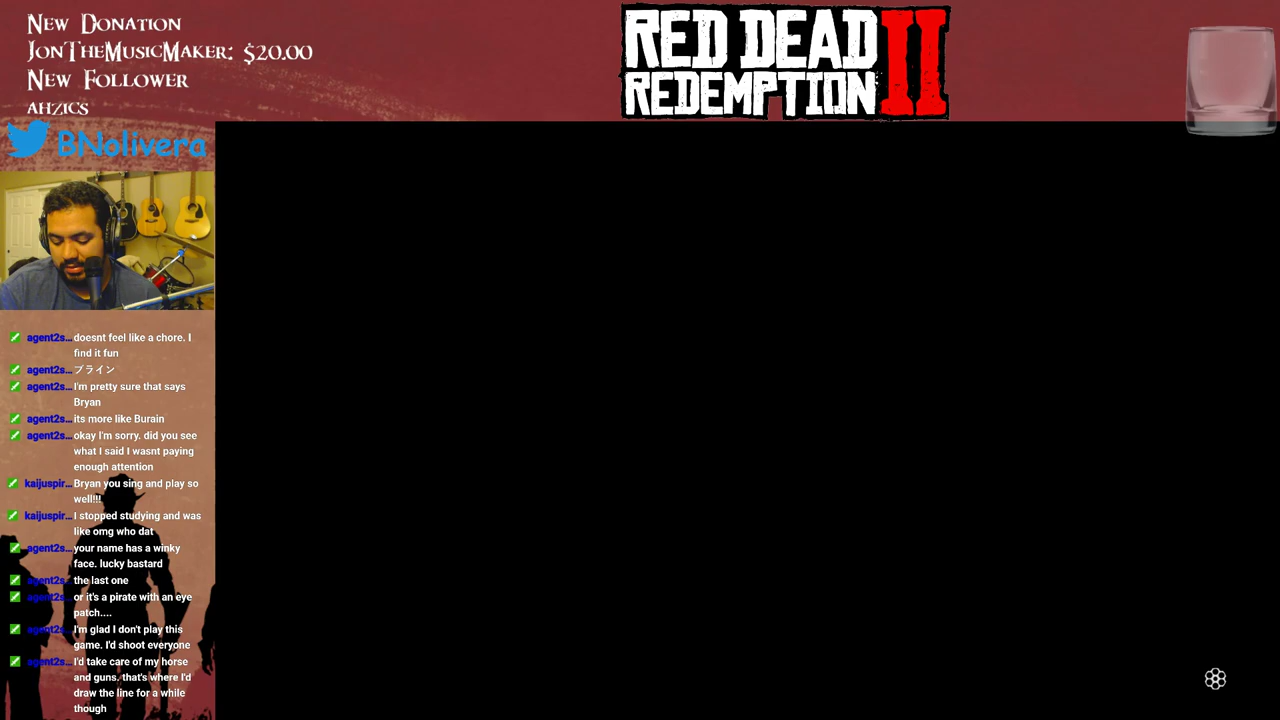 New Donation
JonTheMusicMaker: $20.00
New Follower
ahzics
BNolivera
RED DEAD
REDEMPTION II
agent2s... doesnt feel like a chore. I
find it fun
agent2s... ブライン
agent2s... I'm pretty sure that says
Bryan
agent2s... its more like Burain
agent2s... okay I'm sorry. did you see
what I said I wasnt paying
enough attention
kaijuspir... Bryan you sing and play so
well!!!
kaijuspir... I stopped studying and was
like omg who dat
agent2s... your name has a winky
face. lucky bastard
agent2s... the last one
agent2s... or it's a pirate with an eye
patch....
agent2s... I'm glad I don't play this
game. I'd shoot everyone
agent2s... I'd take care of my horse
and guns. that's where I'd
draw the line for a while
though